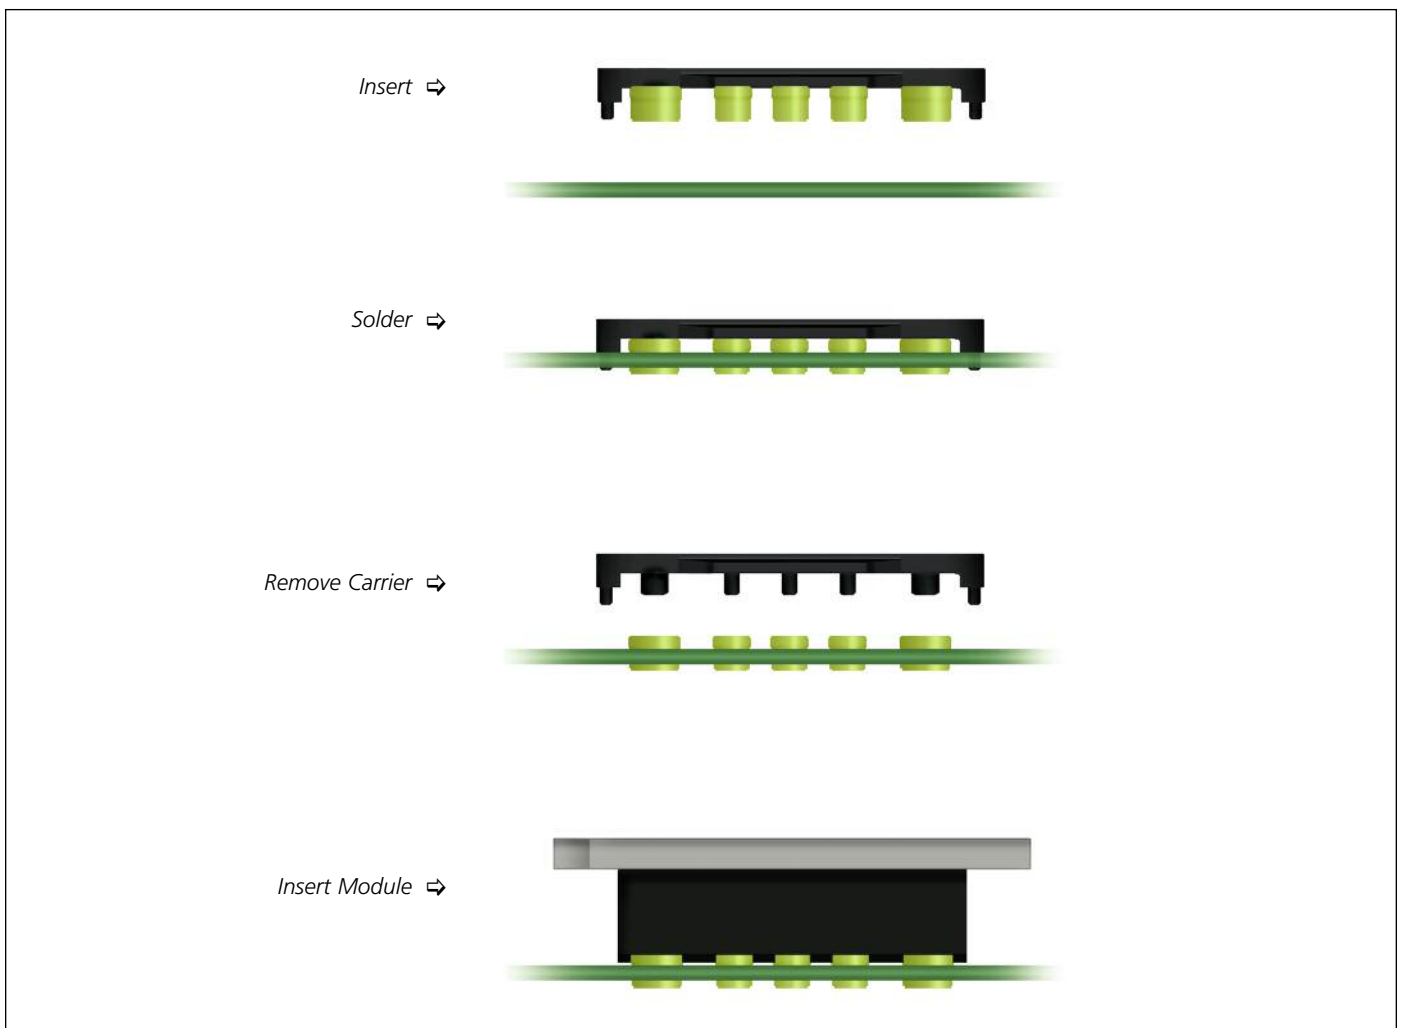 Insert ⇨
Solder ⇨
Remove Carrier ⇨
Insert Module ⇨